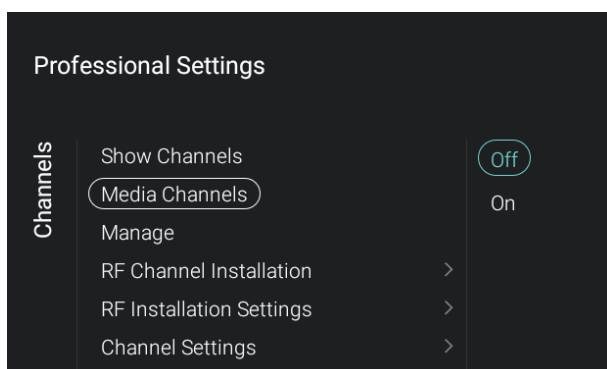 Professional Settings
Channels
Show Channels
Media Channels
Manage
RF Channel Installation
RF Installation Settings
Channel Settings
Off
On